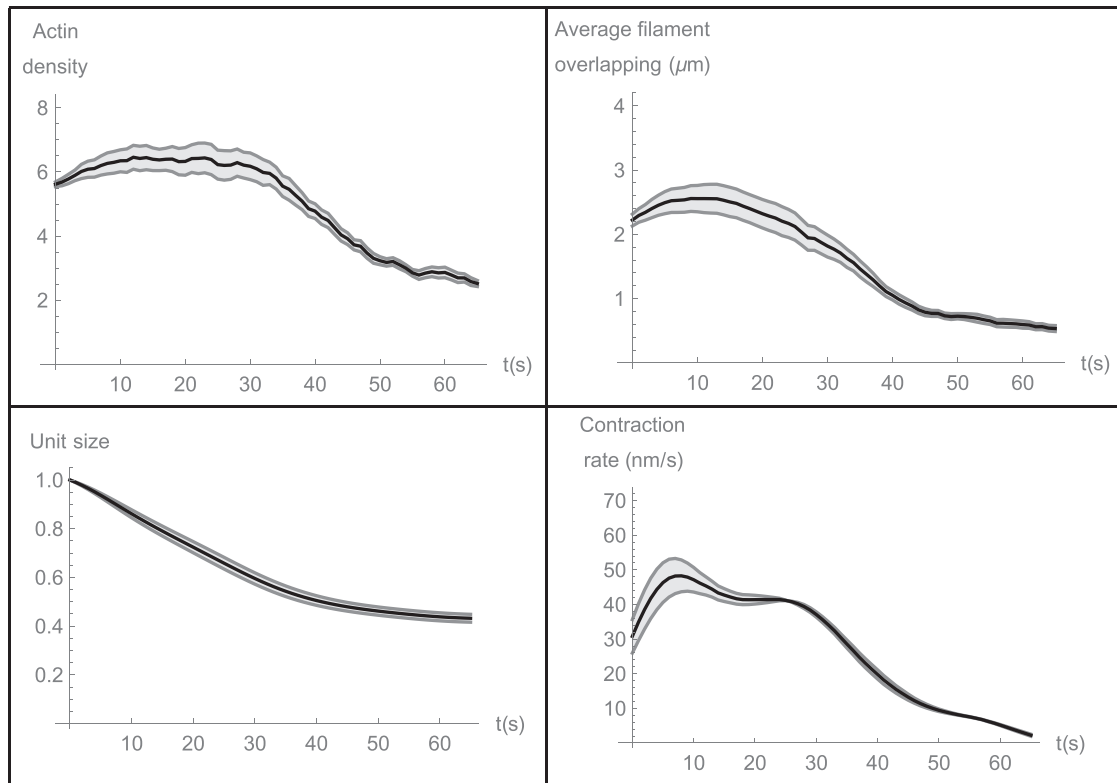 Actin
density
8
6
4
2
10 20 30 40 50 60
t(s)
Average filament
overlapping (µm)
4
3
2
1
10 20 30 40 50 60
t(s)
Unit size
1.0
0.8
0.6
0.4
0.2
10 20 30 40 50 60
t(s)
Contraction
rate (nm/s)
70
60
50
40
30
20
10
10 20 30 40 50 60
t(s)